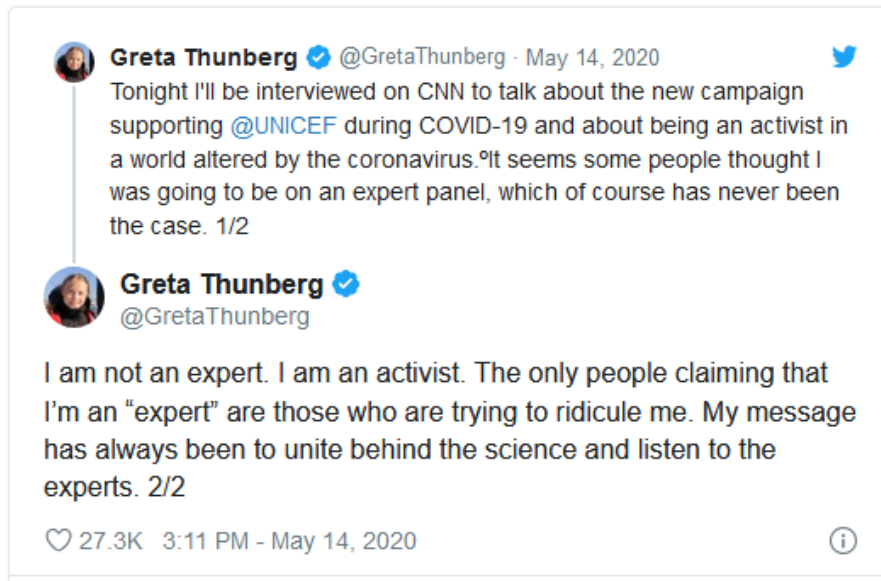 Greta Thunberg @GretaThunberg · May 14, 2020
Tonight I'll be interviewed on CNN to talk about the new campaign
supporting @UNICEF during COVID-19 and about being an activist in
a world altered by the coronavirus.ºIt seems some people thought I
was going to be on an expert panel, which of course has never been
the case. 1/2
Greta Thunberg
@GretaThunberg
I am not an expert. I am an activist. The only people claiming that
I’m an “expert” are those who are trying to ridicule me. My message
has always been to unite behind the science and listen to the
experts. 2/2
27.3K 3:11 PM - May 14, 2020